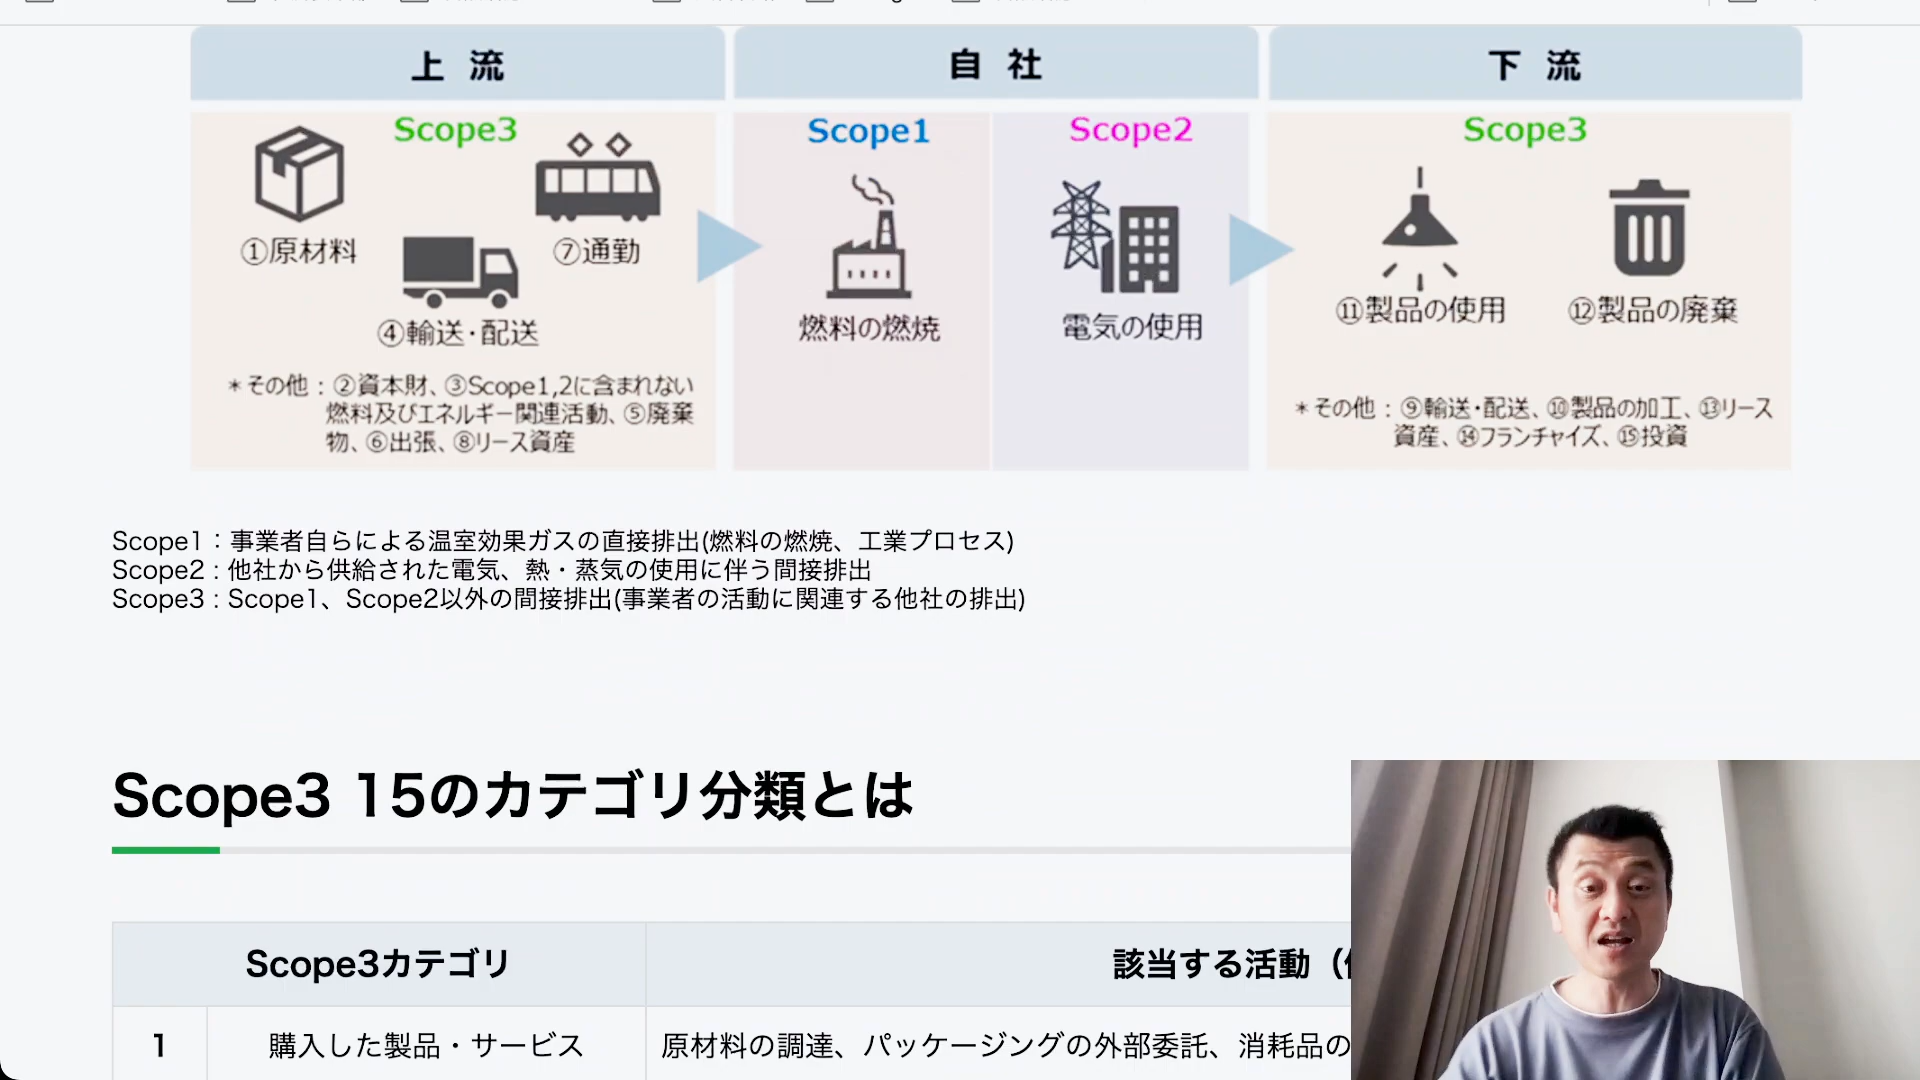 上 流
自 社
下 流
Scope3
Scope1
Scope2
Scope3
①原材料
⑦通勤
④輸送・配送
燃料の燃焼
電気の使用
⑪製品の使用
⑫製品の廃棄
＊その他：②資本財、③Scope1,2に含まれない
燃料及びエネルギー関連活動、⑤廃棄
物、⑥出張、⑧リース資産
＊その他：⑨輸送・配送、⑩製品の加工、⑬リース
資産、⑭フランチャイズ、⑮投資
Scope1：事業者自らによる温室効果ガスの直接排出(燃料の燃焼、工業プロセス)
Scope2 : 他社から供給された電気、熱・蒸気の使用に伴う間接排出
Scope3 : Scope1、Scope2以外の間接排出(事業者の活動に関連する他社の排出)
Scope3 15のカテゴリ分類とは
Scope3カテゴリ
該当する活動（
1
購入した製品・サービス
原材料の調達、パッケージングの外部委託、消耗品の